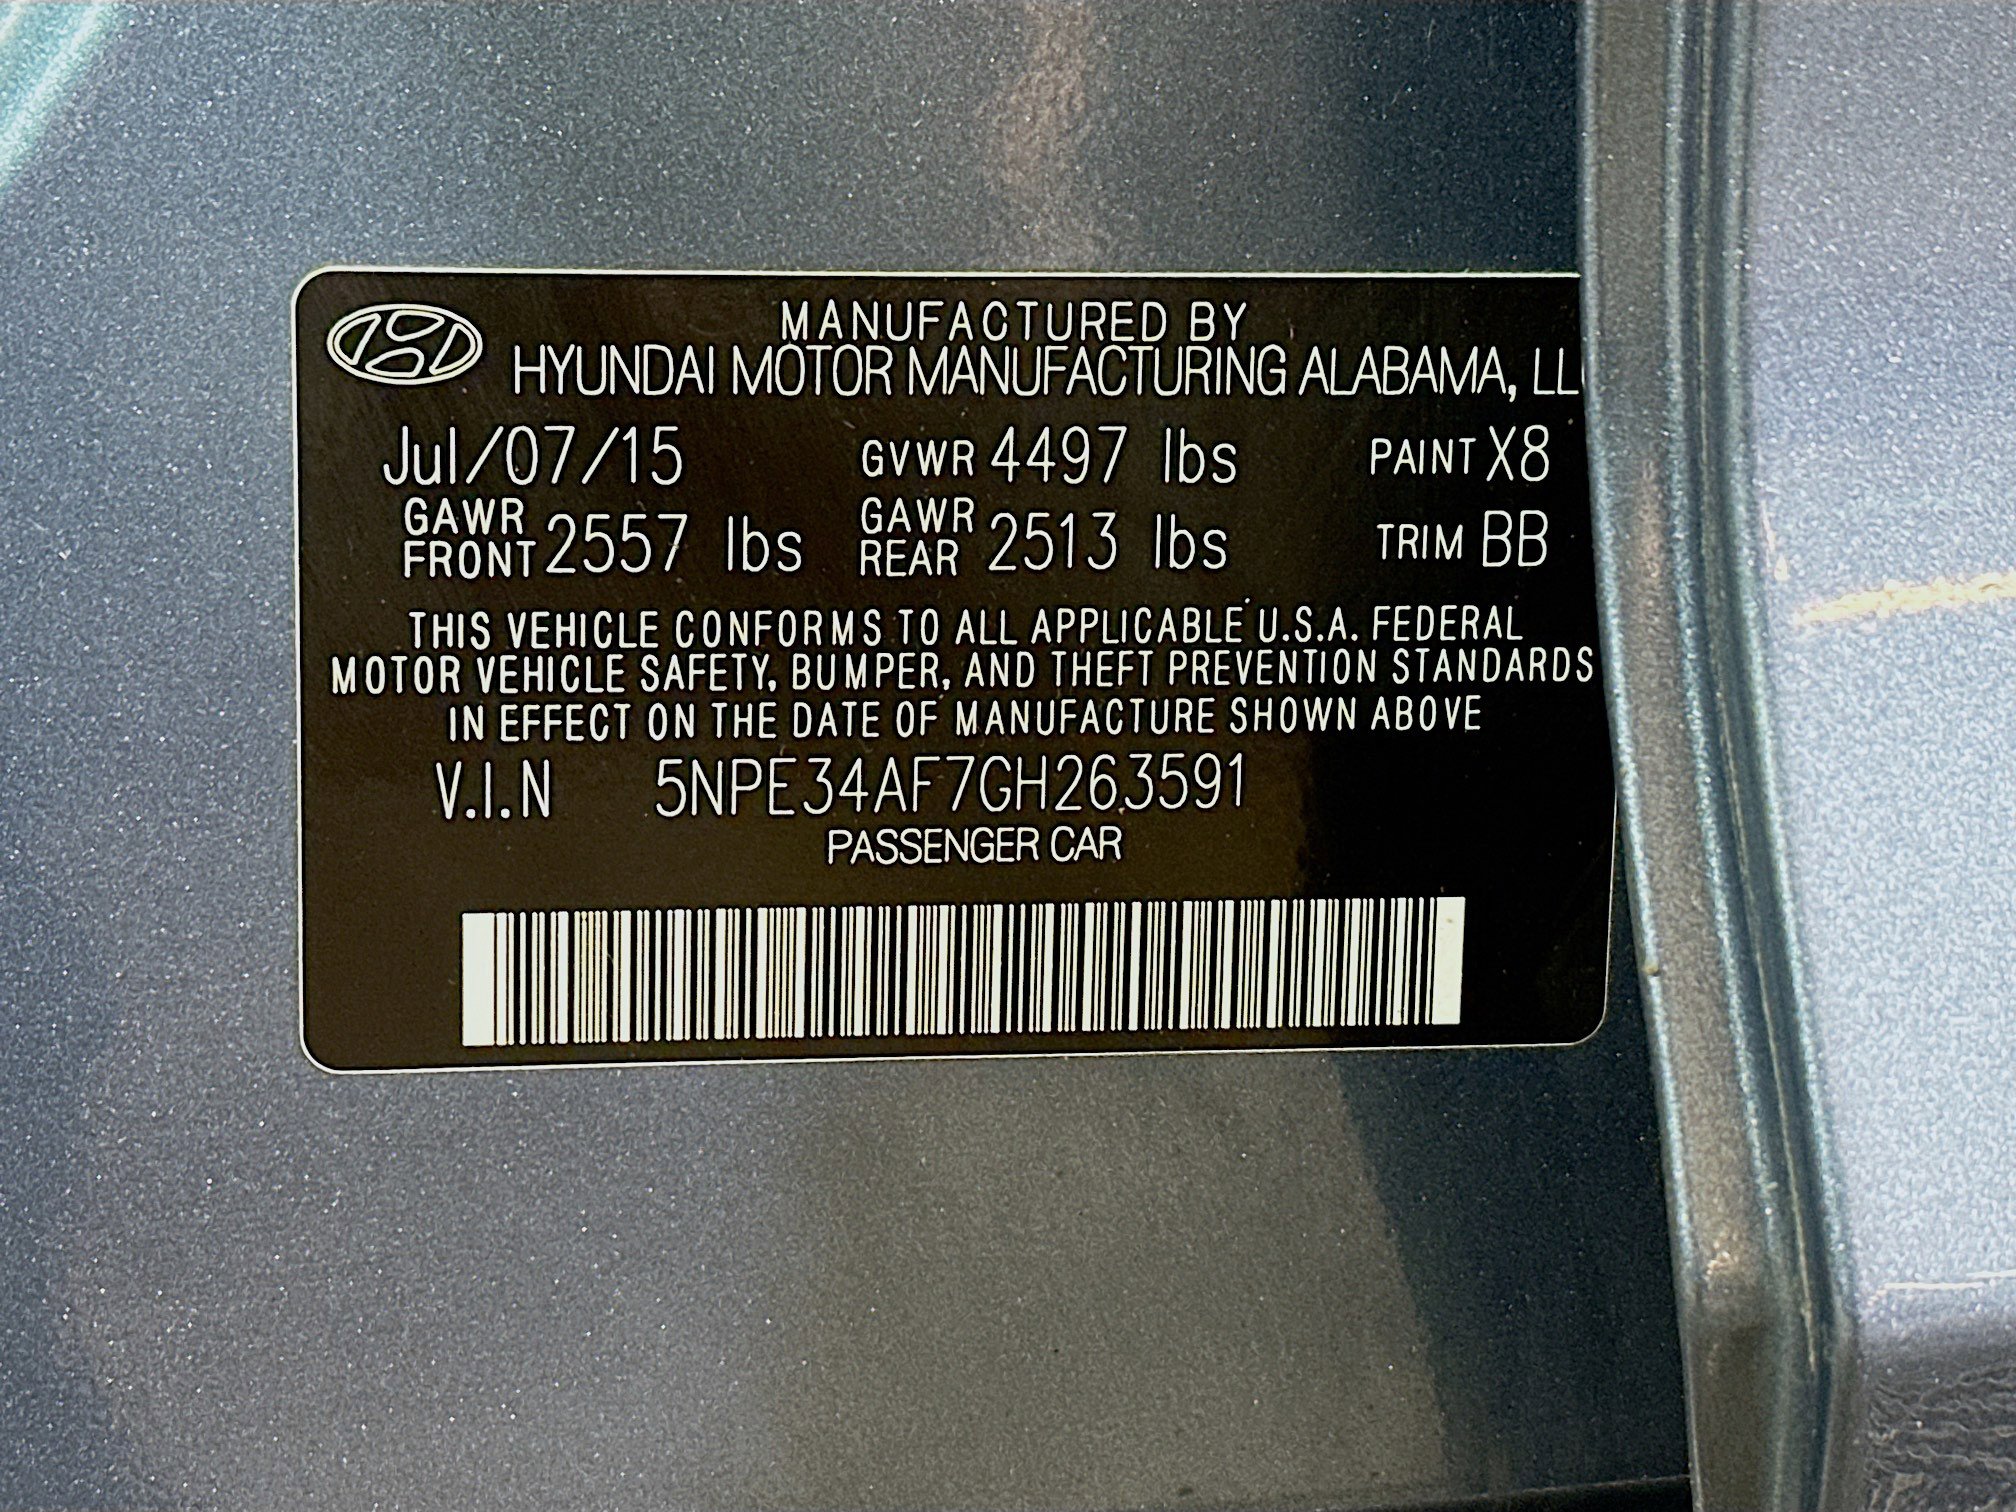 MANUFACTURED BY
HYUNDAI MOTOR MANUFACTURING ALABAMA, LL
Jul/07/15 GVWR 4497 lbs PAINT X8
GAWR FRONT 2557 lbs GAWR REAR 2513 lbs TRIM BB
THIS VEHICLE CONFORMS TO ALL APPLICABLE U.S.A. FEDERAL
MOTOR VEHICLE SAFETY, BUMPER, AND THEFT PREVENTION STANDARDS
IN EFFECT ON THE DATE OF MANUFACTURE SHOWN ABOVE
V.I.N 5NPE34AF7GH263591
PASSENGER CAR